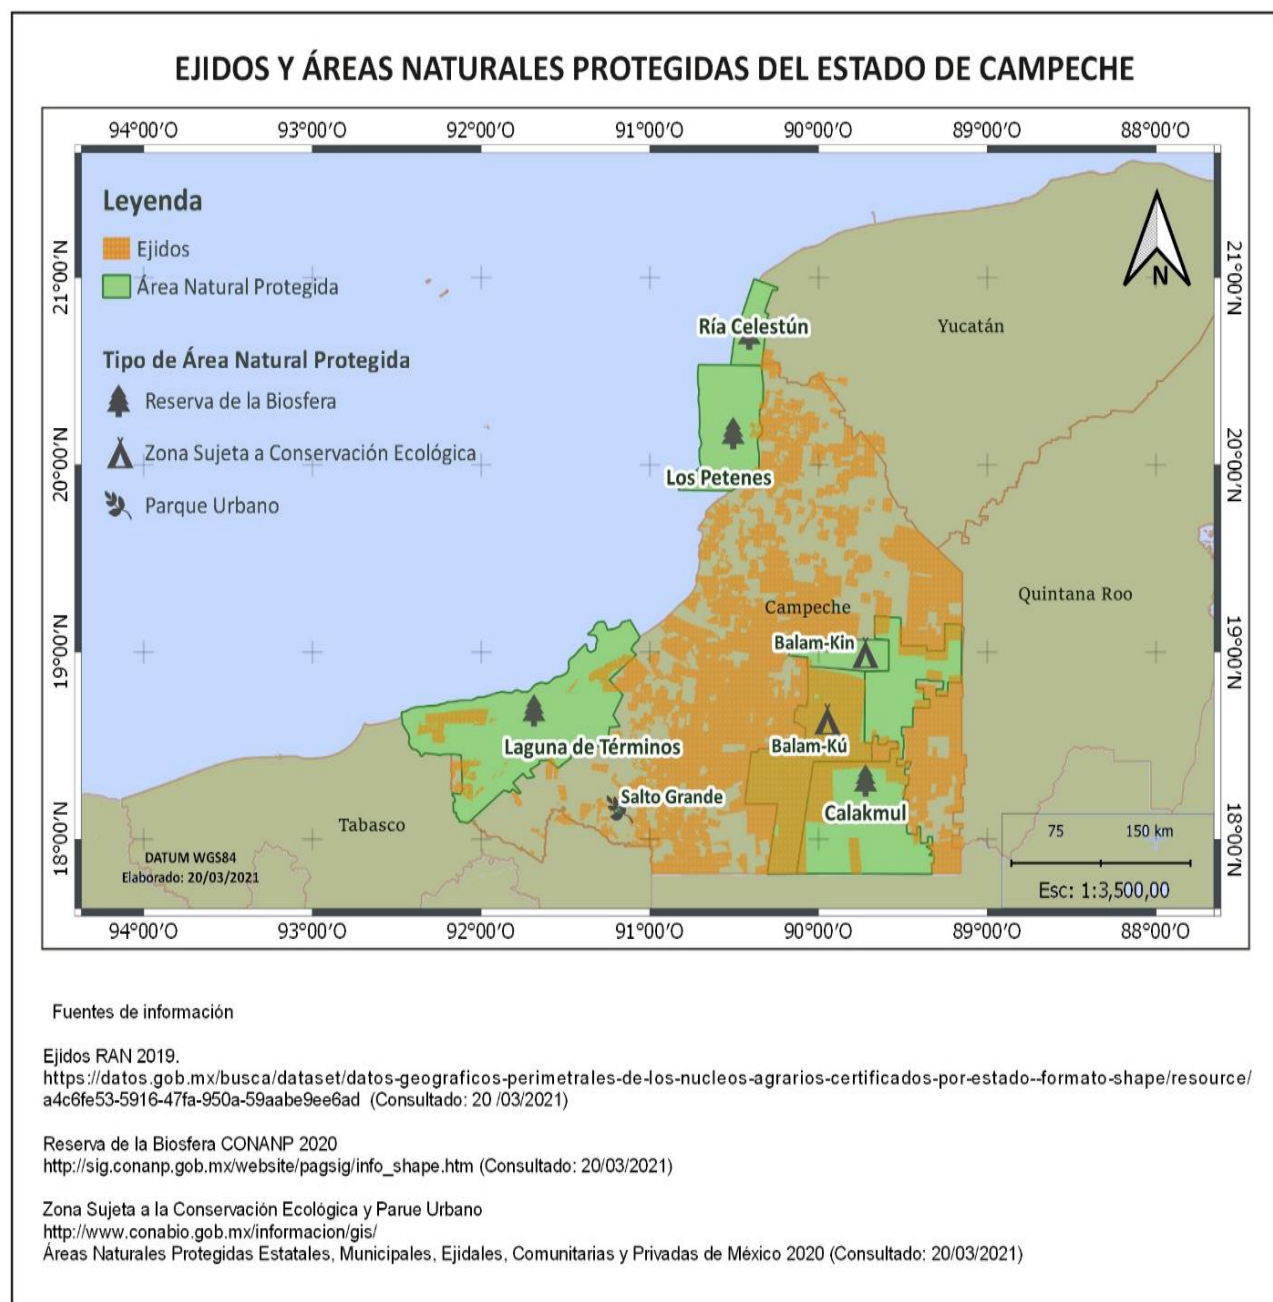 EJIDOS Y ÁREAS NATURALES PROTEGIDAS DEL ESTADO DE CAMPECHE
94°00'O 93°00'O 92°00'O 91°00'O 90°00'O 89°00'O 88°00'O
Leyenda
Ejidos
Área Natural Protegida
Tipo de Área Natural Protegida
Reserva de la Biosfera
Zona Sujeta a Conservación Ecológica
Parque Urbano
21°00'N
20°00'N
19°00'N
18°00'N
N
Ría Celestún
Yucatán
Los Petenes
Quintana Roo
Campeche
Balam-Kin
Balam-Kú
Laguna de Términos
Salto Grande
Calakmul
Tabasco
DATUM WGS84
Elaborado: 20/03/2021
75 150 km
Esc: 1:3,500,00
21°00'N
20°00'N
19°00'N
18°00'N
94°00'O 93°00'O 92°00'O 91°00'O 90°00'O 89°00'O 88°00'O
Fuentes de información
Ejidos RAN 2019.
https://datos.gob.mx/busca/dataset/datos-geograficos-perimetrales-de-los-nucleos-agrarios-certificados-por-estado--formato-shape/resource/
a4c6fe53-5916-47fa-950a-59aabe9ee6ad (Consultado: 20 /03/2021)
Reserva de la Biosfera CONANP 2020
http://sig.conanp.gob.mx/website/pagsig/info_shape.htm (Consultado: 20/03/2021)
Zona Sujeta a la Conservación Ecológica y Parue Urbano
http://www.conabio.gob.mx/informacion/gis/
Áreas Naturales Protegidas Estatales, Municipales, Ejidales, Comunitarias y Privadas de México 2020 (Consultado: 20/03/2021)